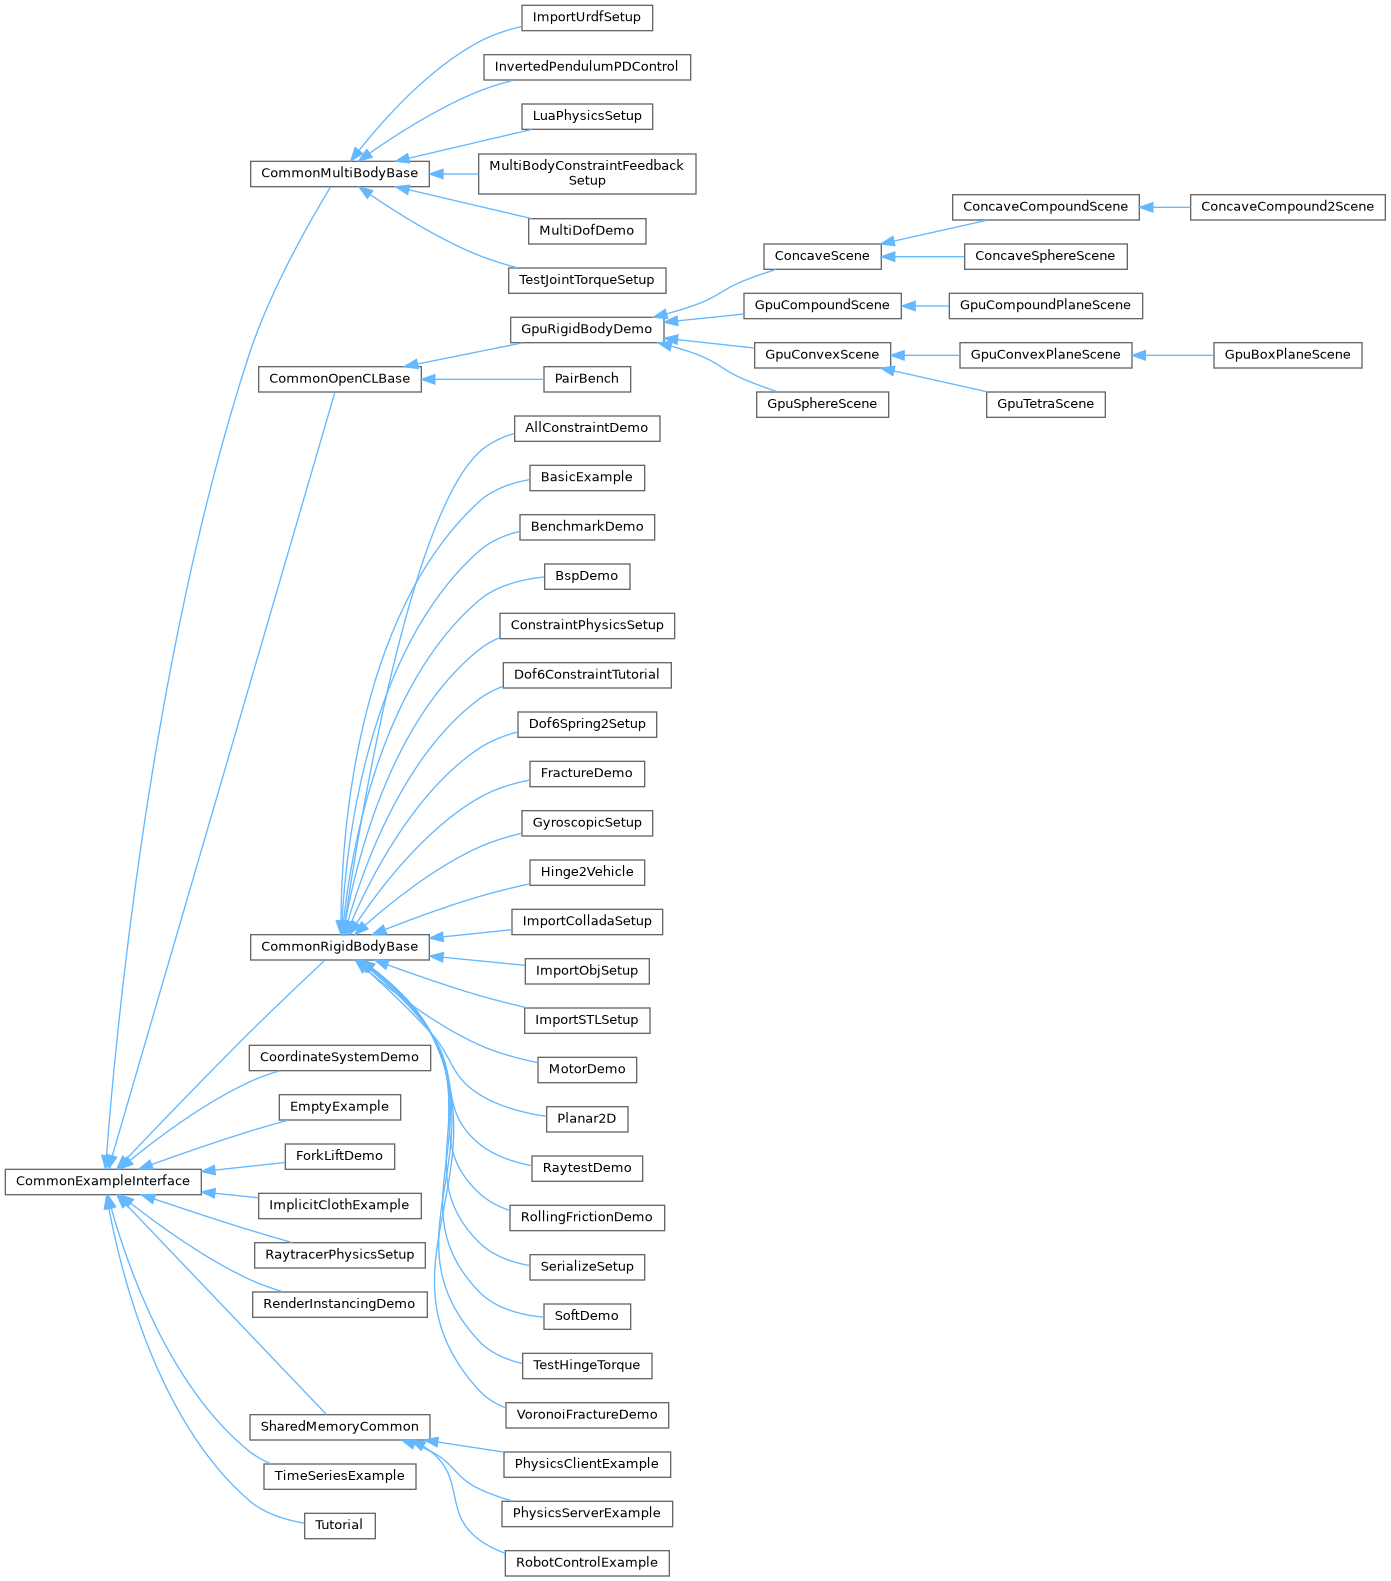 ImportUrdfSetup
InvertedPendulumPDControl
LuaPhysicsSetup
MultiBodyConstraintFeedback
Setup
CommonMultiBodyBase
MultiDofDemo
TestJointTorqueSetup
ConcaveCompoundScene
ConcaveCompound2Scene
ConcaveScene
ConcaveSphereScene
GpuCompoundScene
GpuCompoundPlaneScene
GpuRigidBodyDemo
GpuConvexScene
GpuConvexPlaneScene
GpuBoxPlaneScene
CommonOpenCLBase
PairBench
GpuSphereScene
GpuTetraScene
AllConstraintDemo
BasicExample
BenchmarkDemo
BspDemo
ConstraintPhysicsSetup
Dof6ConstraintTutorial
Dof6Spring2Setup
FractureDemo
GyroscopicSetup
Hinge2Vehicle
ImportColladaSetup
CommonRigidBodyBase
ImportObjSetup
ImportSTLSetup
CoordinateSystemDemo
MotorDemo
EmptyExample
Planar2D
ForkLiftDemo
RaytestDemo
CommonExampleInterface
ImplicitClothExample
RollingFrictionDemo
RaytracerPhysicsSetup
SerializeSetup
RenderInstancingDemo
SoftDemo
TestHingeTorque
VoronoiFractureDemo
SharedMemoryCommon
PhysicsClientExample
TimeSeriesExample
PhysicsServerExample
Tutorial
RobotControlExample